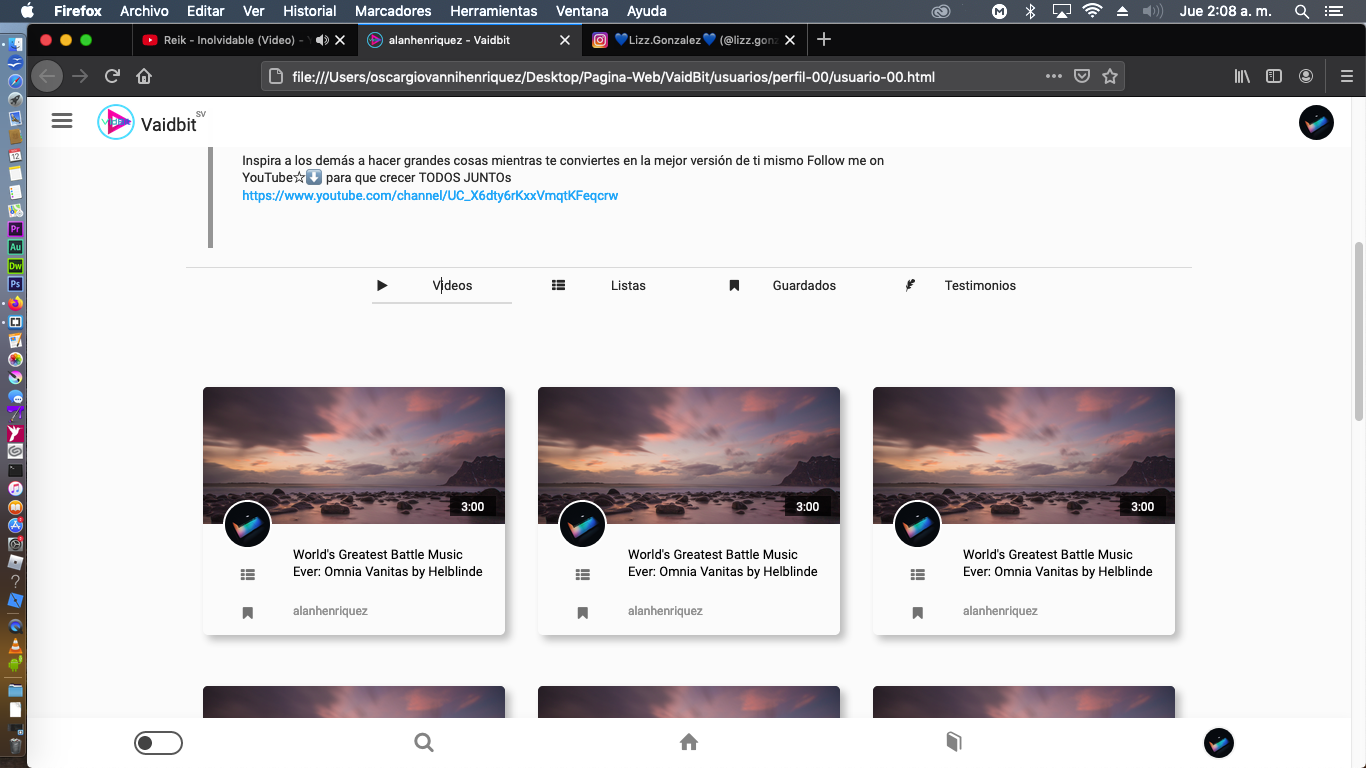 Firefox Archivo Editar Ver Historial Marcadores Herramientas Ventana Ayuda Jue 2:08 a. m.
Reik - Inolvidable (Video) - alanhenriquez - Vaidbit 💙Lizz.Gonzalez💙 (@lizz.gonz
file:///Users/oscargiovannihenriquez/Desktop/Pagina-Web/VaidBit/usuarios/perfil-00/usuario-00.html
Vaidbit SV
Inspira a los demás a hacer grandes cosas mientras te conviertes en la mejor versión de ti mismo Follow me on
YouTube☆⬇️ para que crecer TODOS JUNTOs
https://www.youtube.com/channel/UC_X6dty6rKxxVmqtKFeqcrw
Videos Listas Guardados Testimonios
3:00 3:00 3:00
World's Greatest Battle Music World's Greatest Battle Music World's Greatest Battle Music
Ever: Omnia Vanitas by Helblinde Ever: Omnia Vanitas by Helblinde Ever: Omnia Vanitas by Helblinde
alanhenriquez alanhenriquez alanhenriquez
Pr
Au
Dw
Ps